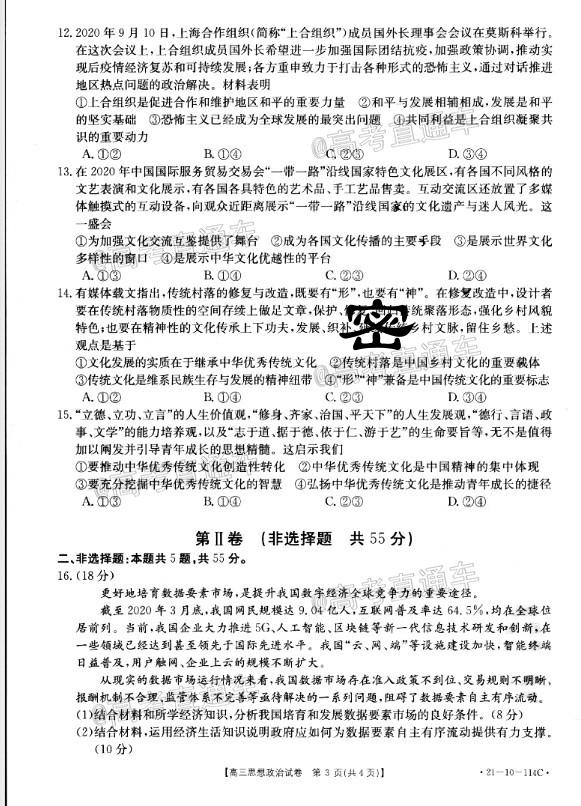 12. 2020年9月10日,上海合作组织(简称“上合组织”)成员国外长理事会会议在莫斯科举行。
在这次会议上,上合组织成员国外长希望进一步加强国际团结抗疫,加强政策协调,推动实
现后疫情经济复苏和可持续发展;各方重申致力于打击各种形式的恐怖主义,通过对话推进
地区热点问题的政治解决。材料表明
①上合组织是促进合作和维护地区和平的重要力量 ②和平与发展相辅相成,发展是和平
的坚实基础 ③恐怖主义已经成为全球发展的最突出问题 ④共同利益是上合组织凝聚共
识的重要动力
A. ①② B. ①④ C. ②③ D. ③④
13. 在2020年中国国际服务贸易交易会“一带一路”沿线国家特色文化展区,有各国不同风格的
文艺表演和文化展示,有各国各具特色的艺术品、手工艺品售卖。互动交流区还放置了多媒
体触摸式的互动设备,向观众近距离展示“一带一路”沿线国家的文化遗产与迷人风光。这
一盛会
①为加强文化交流互鉴提供了舞台 ②成为各国文化传播的主要手段 ③是展示世界文化
多样性的窗口 ④是展示中华文化优越性的平台
A. ①③ B. ①④ C. ②③ D. ②④
14. 有媒体载文指出,传统村落的修复与改造,既要有“形”,也要有“神”。在修复改造中,设计者
要在传统村落物质性的空间存续上做足文章,保护、修复 传统聚落形态,强化乡村风貌
特色;也要在精神性的文化传承上下功夫,发展、织补 乡村文脉,留住乡愁。上述
观点是基于
①文化发展的实质在于继承中华优秀传统文化 ②传统村落是中国乡村文化的重要载体
③传统文化是维系民族生存与发展的精神纽带 ④“形”“神”兼备是中国传统文化的重要标志
A. ①② B. ①④ C. ②③ D. ③④
15. “立德、立功、立言”的人生价值观,“修身、齐家、治国、平天下”的人生发展观,“德行、言语、政
事、文学”的能力培养观,以及“志于道、据于德、依于仁、游于艺”的生命要旨等,无不是值得
加以阐发并引导青年成长的思想精髓。这启示我们
①要推动中华优秀传统文化创造性转化 ②中华优秀传统文化是中国精神的集中体现
③要充分挖掘中华优秀传统文化的智慧 ④弘扬中华优秀传统文化是推动青年成长的捷径
A. ①③ B. ①④ C. ②③ D. ②④
第Ⅱ卷 (非选择题 共55分)
二、非选择题:本题共5题,共55分。
16. (18分)
更好地培育数据要素市场,是提升我国数字经济全球竞争力的重要途径。
截至2020年3月底,我国网民规模达9.04亿人,互联网普及率达64.5%,均在全球位
居前列。当前,我国企业大力推进5G、人工智能、区块链等新一代信息技术研发和创新,在
一些领域已经达到甚至领先于国际先进水平。我国“云、网、端”等设施建设加快,智能终端
日益普及,用户触网、企业上云的规模不断扩大。
从现实的数据市场运行情况来看,我国数据市场存在准入政策不到位、交易规则不明晰、
报酬机制不合理、监管体系不完善等亟待解决的一系列问题,阻碍了数据要素自主有序流动。
(1)结合材料和所学经济知识,分析我国培育和发展数据要素市场的良好条件。(8分)
(2)结合材料,运用经济生活知识说明政府应如何为数据要素自主有序流动提供有力支撑。
(10分)
【高三思想政治试卷 第3页(共4页)】 ·21-10-114C·
密
@高考直通车
@高考直通车
@高考直通车
@高考直通车
@高考直通车